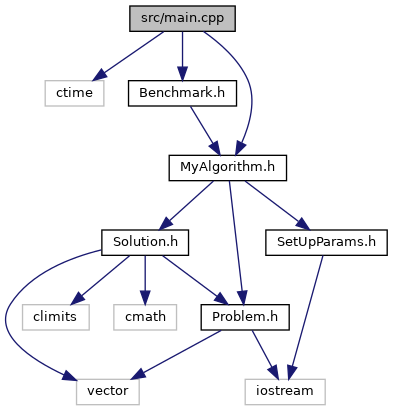 src/main.cpp
ctime
Benchmark.h
MyAlgorithm.h
Solution.h
SetUpParams.h
climits
cmath
Problem.h
vector
iostream